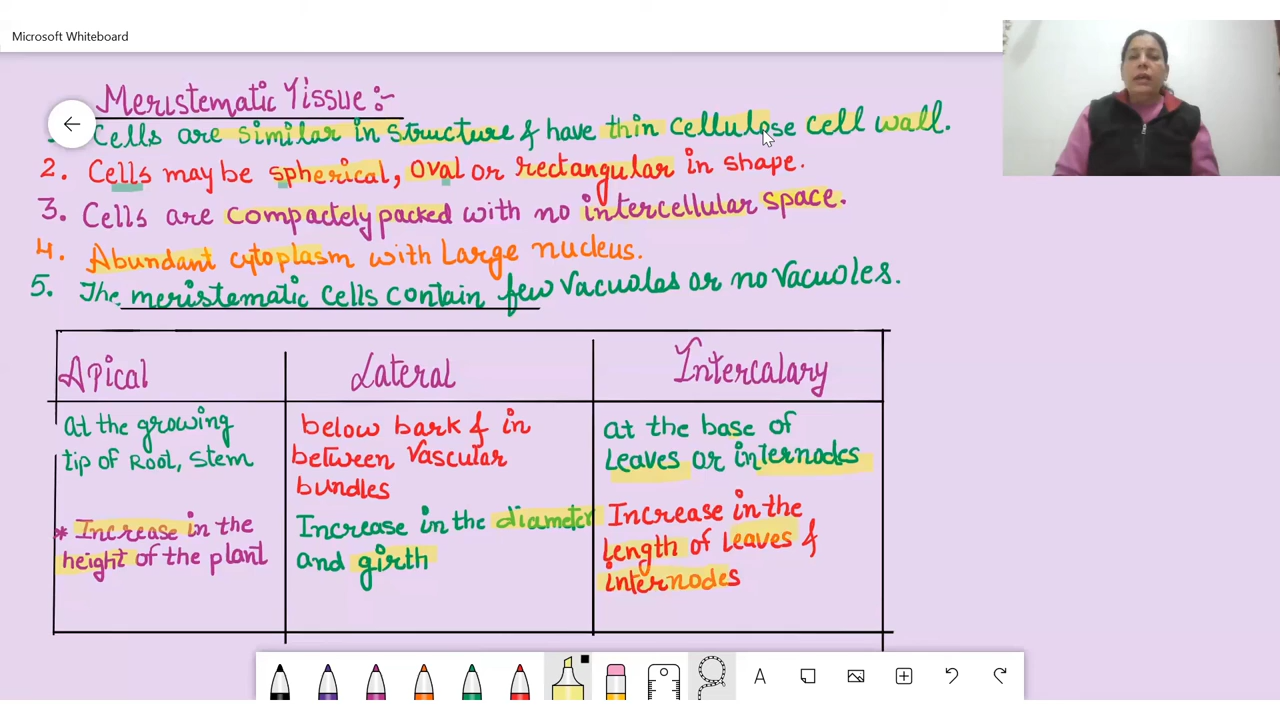 Microsoft Whiteboard
Meristematic Tissue :-
Cells are similar in structure & have thin cellulose cell wall.
2. Cells may be spherical, oval or rectangular in shape.
3. Cells are compactely packed with no intercellular space.
4. Abundant cytoplasm with Large nucleus.
5. The meristematic Cells contain few vacuoles or no vacuoles.
Apical
Lateral
Intercalary
at the growing
tip of Root, Stem
* Increase in the
height of the plant
below bark & in
between vascular
bundles
Increase in the diameter
and girth
at the base of
Leaves or internodes
Increase in the
length of leaves &
internodes
A